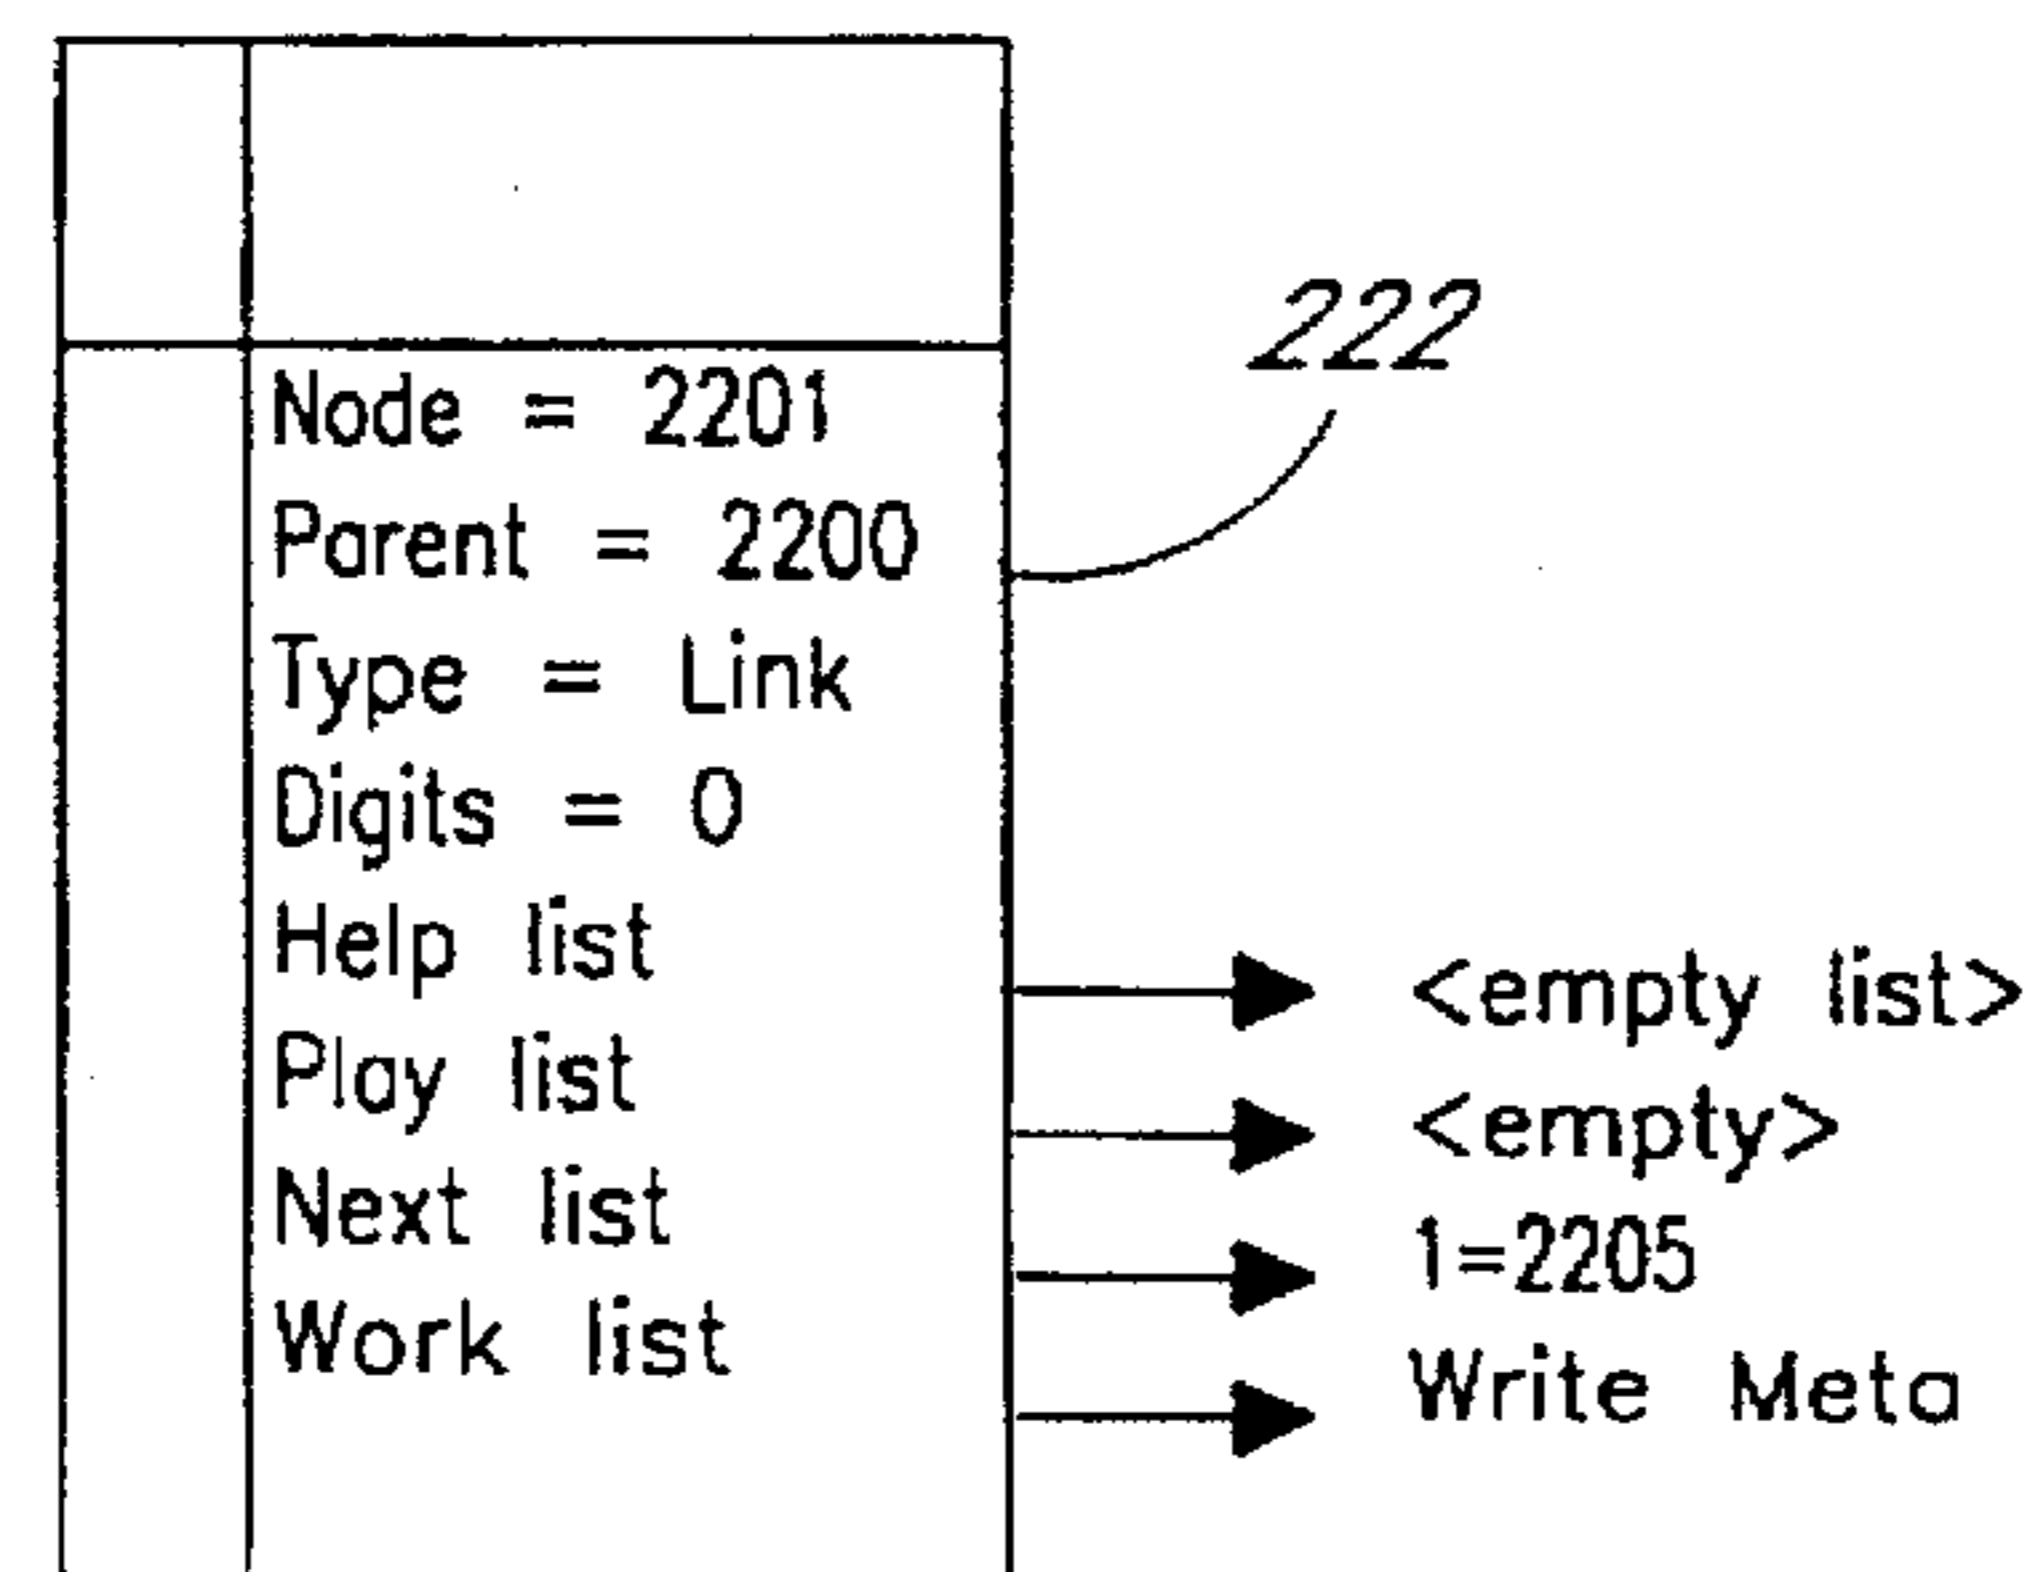 222
Node = 2201
Parent = 2200
Type = Link
Digits = 0
Help list
<empty list>
Play list
<empty>
Next list
1=2205
Work list
Write Meta